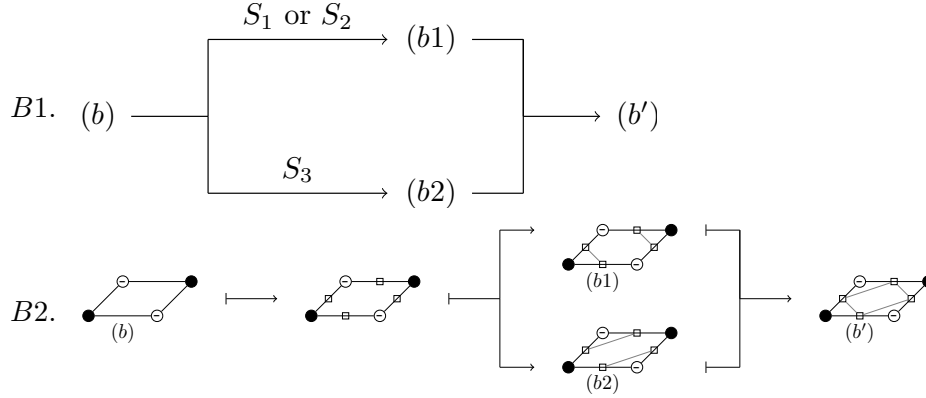 S₁ or S₂
(b1)
B1. (b) (b′)
S₃
(b2)
(b1)
B2. (b) (b′)
(b2)